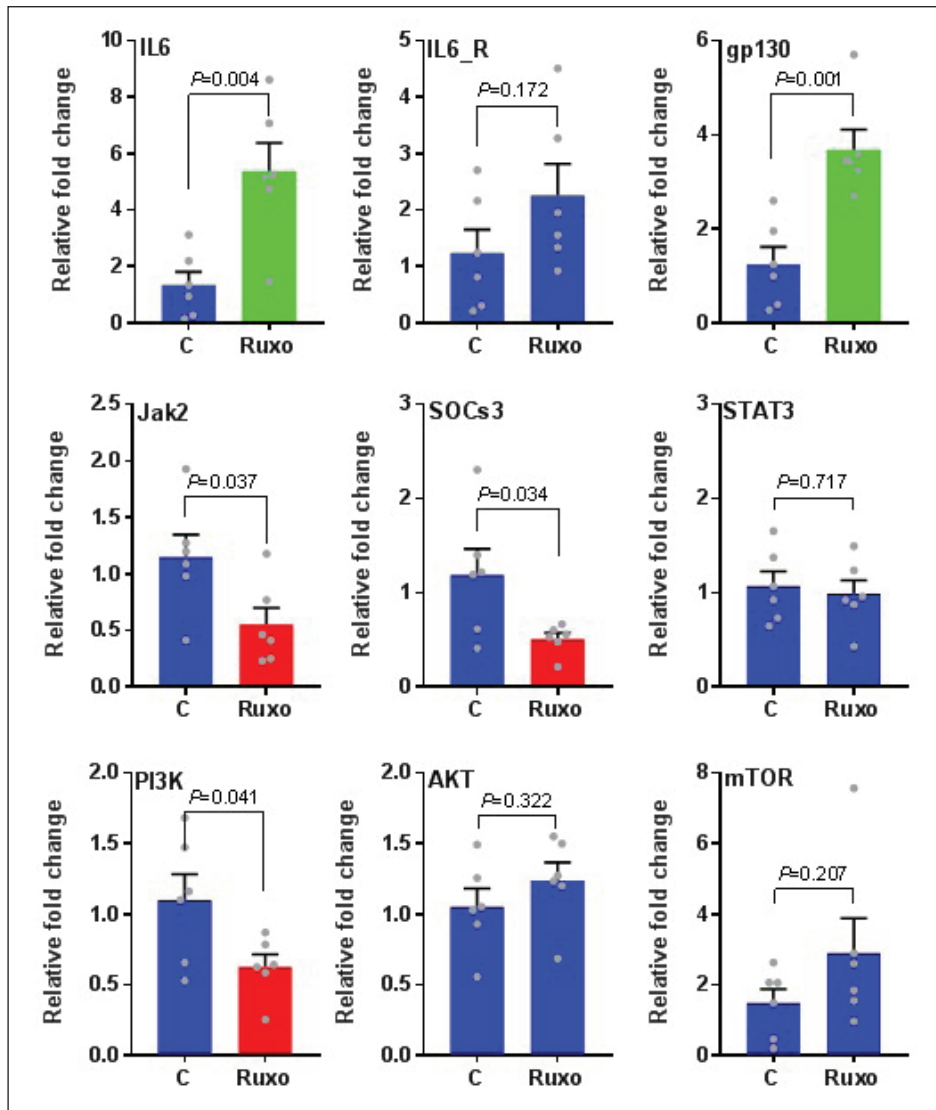 IL6
Relative fold change
10
8
6
4
2
0
P=0.004
C Ruxo
IL6_R
Relative fold change
5
4
3
2
1
0
P=0.172
C Ruxo
gp130
Relative fold change
6
4
2
0
P=0.001
C Ruxo
Jak2
Relative fold change
2.5
2.0
1.5
1.0
0.5
0.0
P=0.037
C Ruxo
SOCs3
Relative fold change
3
2
1
0
P=0.034
C Ruxo
STAT3
Relative fold change
3
2
1
0
P=0.717
C Ruxo
PI3K
Relative fold change
2.0
1.5
1.0
0.5
0.0
P=0.041
C Ruxo
AKT
Relative fold change
2.0
1.5
1.0
0.5
0.0
P=0.322
C Ruxo
mTOR
Relative fold change
8
6
4
2
0
P=0.207
C Ruxo